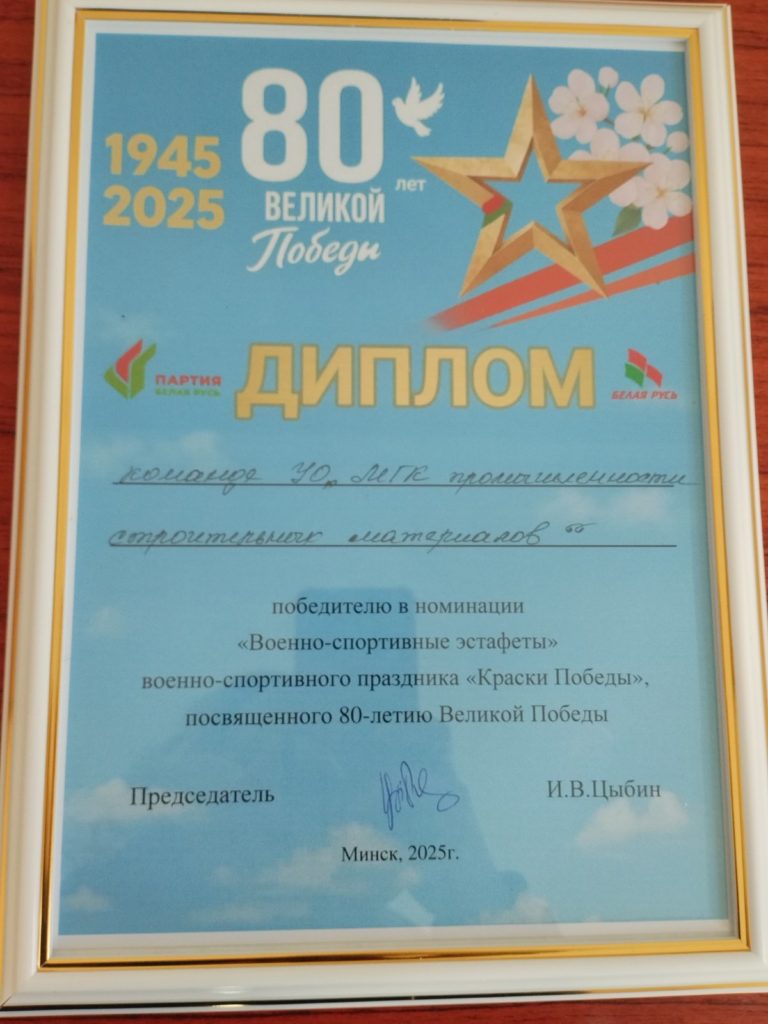 1945
2025
80
лет
ВЕЛИКОЙ
Победы
ПАРТИЯ
БЕЛАЯ РУСЬ
ДИПЛОМ
БЕЛАЯ РУСЬ
команде УО „МГК промышленности
строительных материалов“
победителю в номинации
«Военно-спортивные эстафеты»
военно-спортивного праздника «Краски Победы»,
посвященного 80-летию Великой Победы
Председатель
И.В.Цыбин
Минск, 2025г.